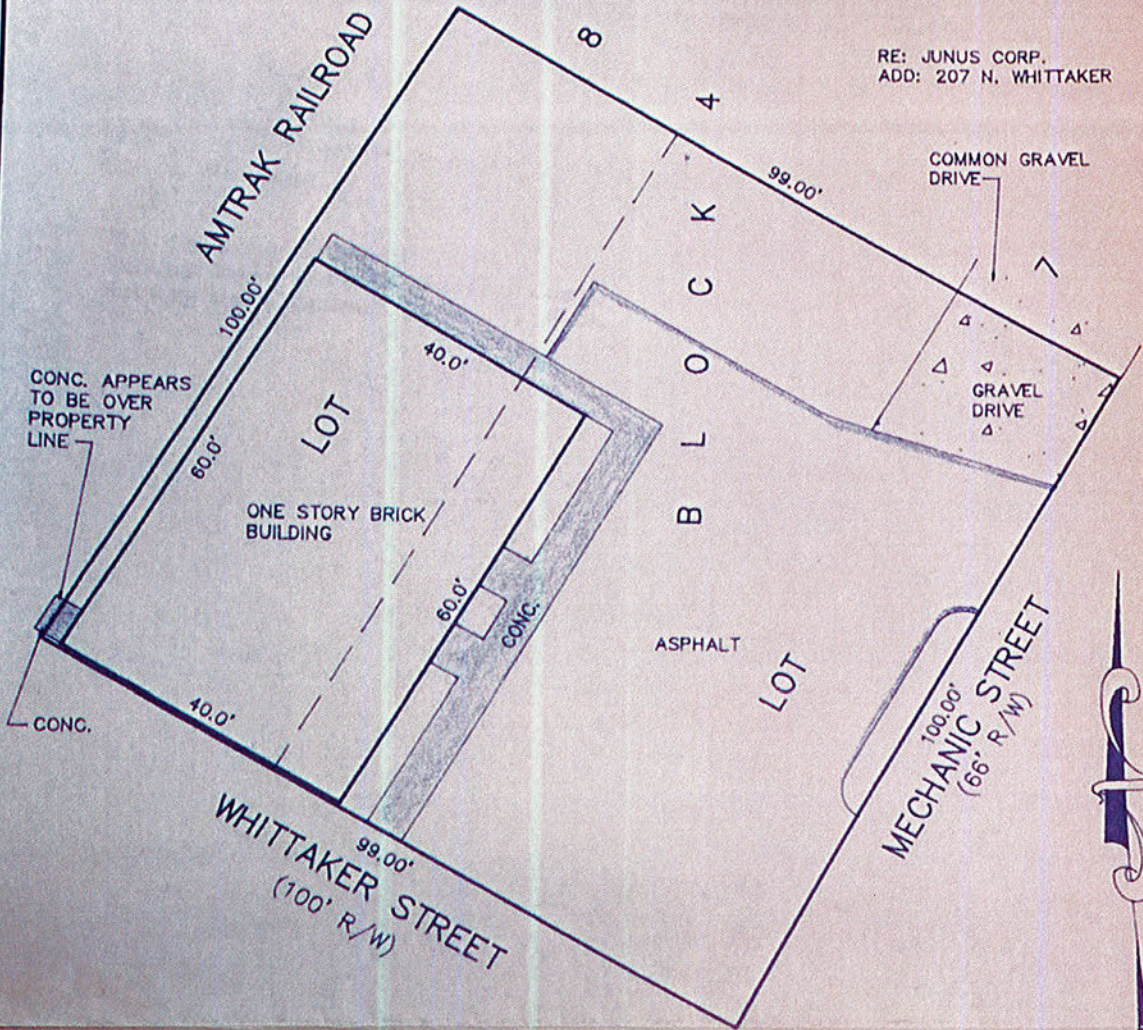 RE: JUNUS CORP.
ADD: 207 N. WHITTAKER
8
4
AMTRAK RAILROAD
99.00'
COMMON GRAVEL
DRIVE
BLOCK
7
100.00'
40.0'
CONC. APPEARS
TO BE OVER
PROPERTY
LINE
LOT
60.0'
GRAVEL
DRIVE
ONE STORY BRICK
BUILDING
60.0'
CONC.
ASPHALT
LOT
100.00'
MECHANIC STREET
(66' R/W)
40.0'
CONC.
99.00'
WHITTAKER STREET
(100' R/W)